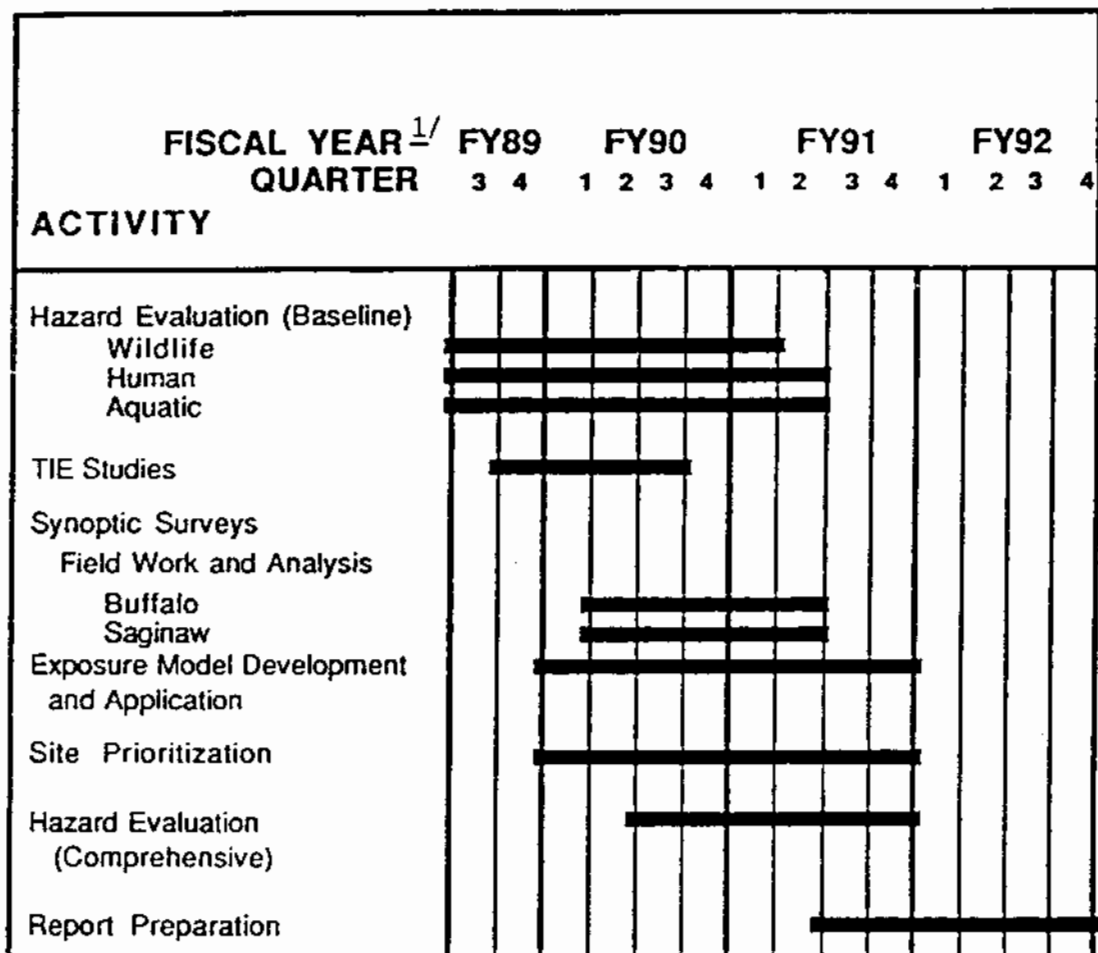 FISCAL YEAR 1/ FY89 FY90 FY91 FY92
QUARTER 3 4 1 2 3 4 1 2 3 4 1 2 3 4
ACTIVITY
Hazard Evaluation (Baseline)
Wildlife
Human
Aquatic
TIE Studies
Synoptic Surveys
Field Work and Analysis
Buffalo
Saginaw
Exposure Model Development
and Application
Site Prioritization
Hazard Evaluation
(Comprehensive)
Report Preparation